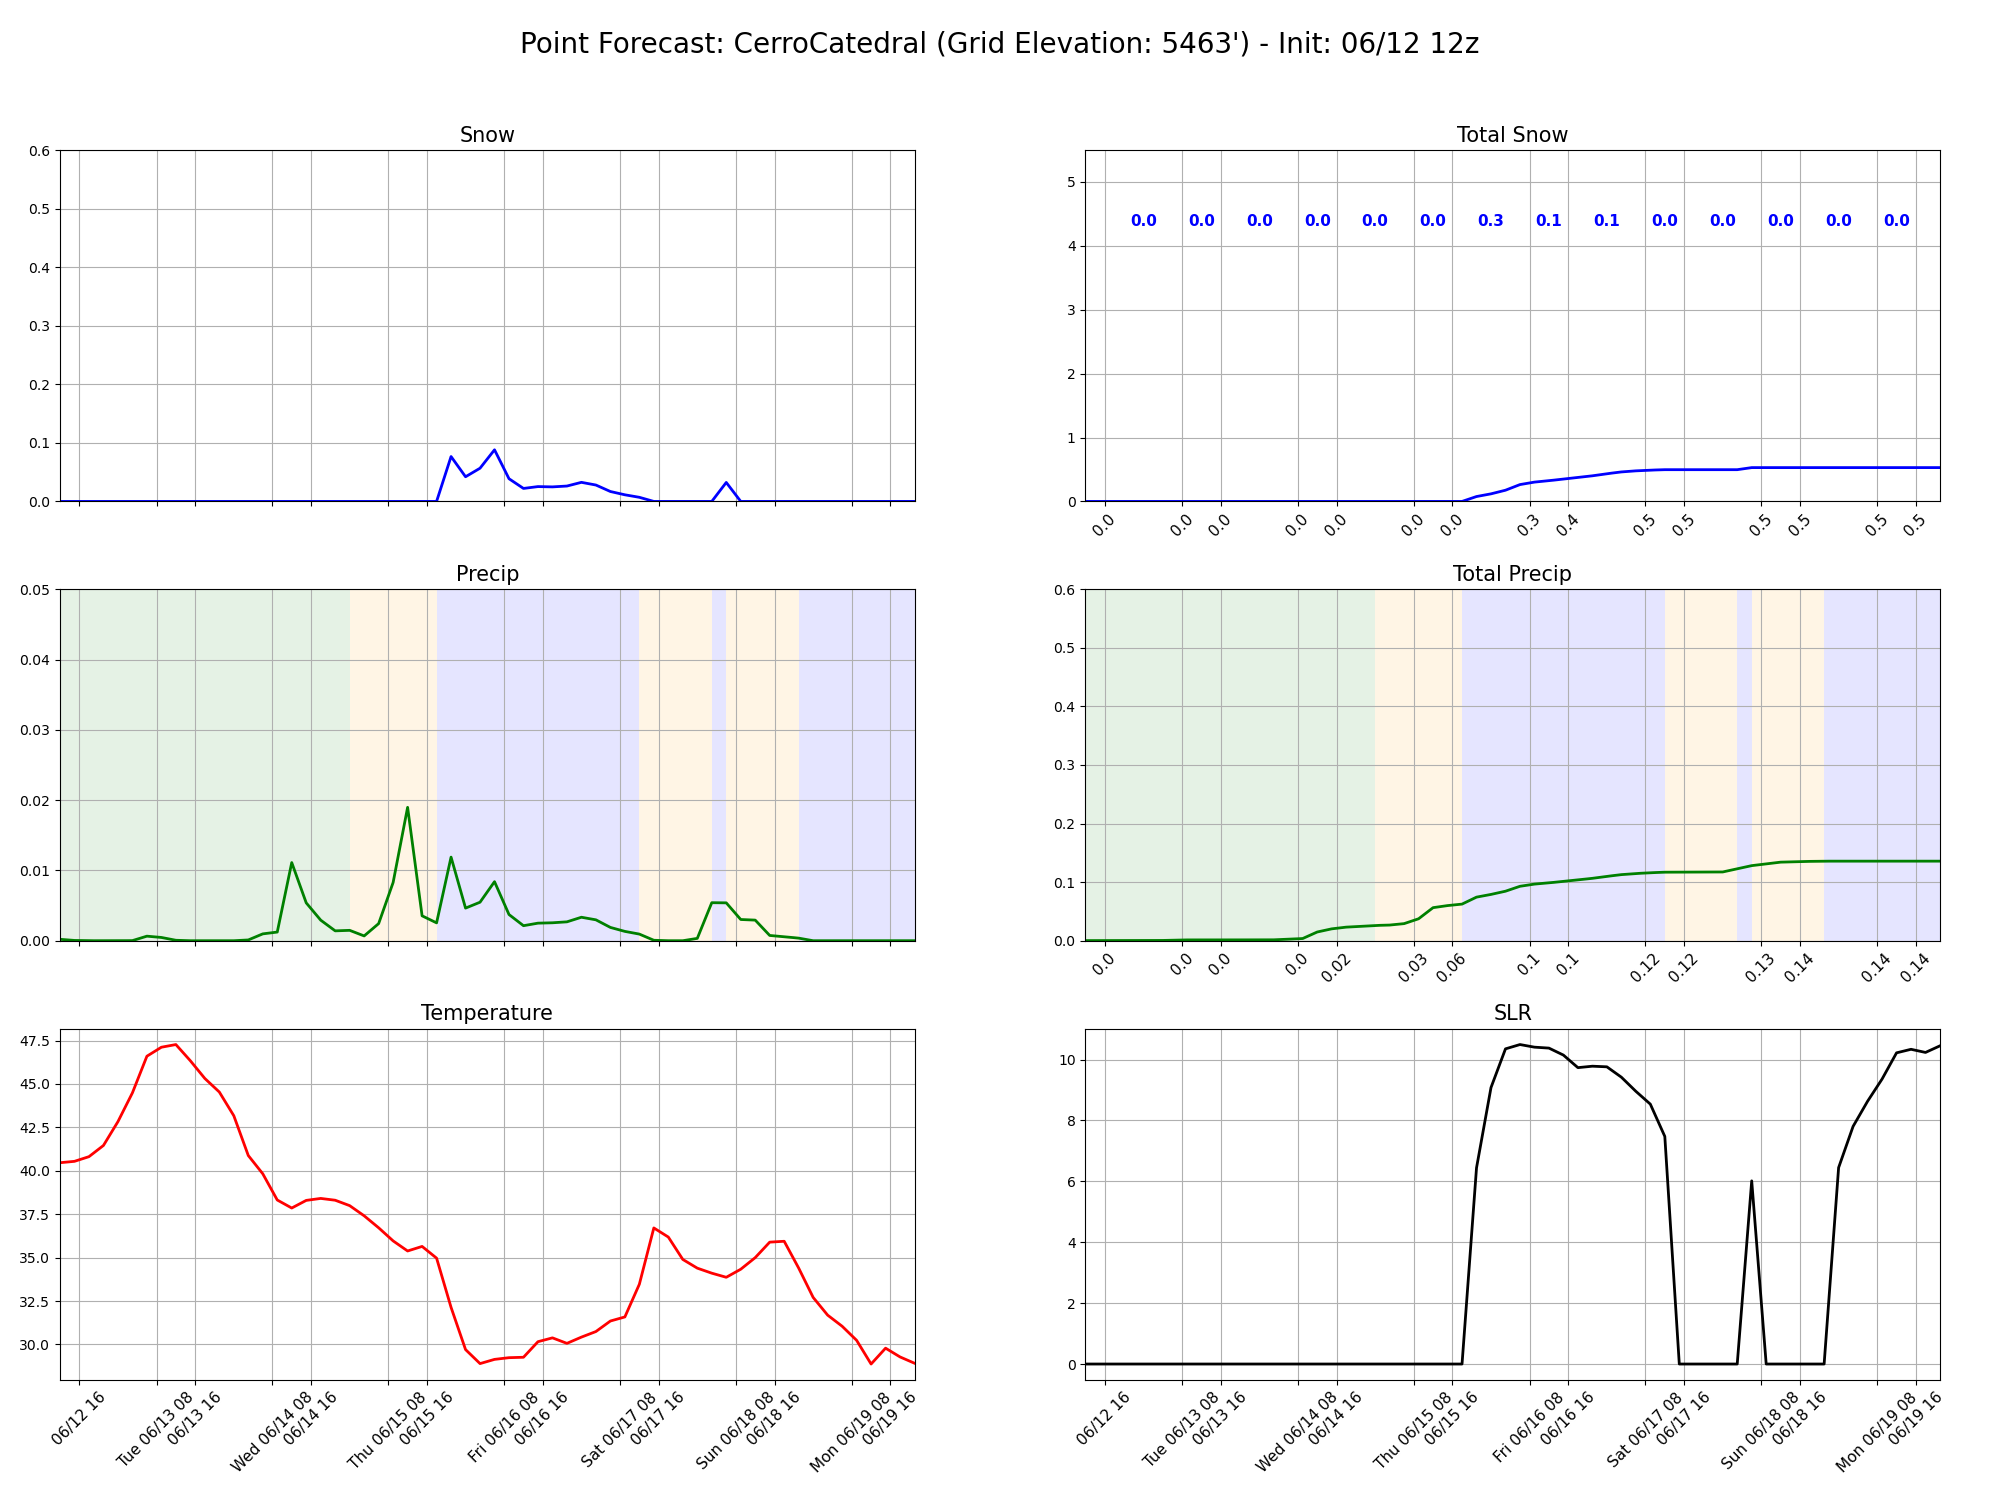 Point Forecast: CerroCatedral (Grid Elevation: 5463') - Init: 06/12 12z
Snow
0.6
0.5
0.4
0.3
0.2
0.1
0.0
Total Snow
5
4
3
2
1
0
0.0 0.0 0.0 0.0 0.0 0.0 0.3 0.1 0.1 0.0 0.0 0.0 0.0 0.0
0.0 0.0 0.0 0.0 0.0 0.0 0.0 0.3 0.4 0.5 0.5 0.5 0.5 0.5 0.5
Precip
0.05
0.04
0.03
0.02
0.01
0.00
Total Precip
0.6
0.5
0.4
0.3
0.2
0.1
0.0
0.0 0.0 0.0 0.0 0.02 0.03 0.06 0.1 0.1 0.12 0.12 0.13 0.14 0.14 0.14
Temperature
47.5
45.0
42.5
40.0
37.5
35.0
32.5
30.0
06/12 16
Tue 06/13 08
06/13 16
Wed 06/14 08
06/14 16
Thu 06/15 08
06/15 16
Fri 06/16 08
06/16 16
Sat 06/17 08
06/17 16
Sun 06/18 08
06/18 16
Mon 06/19 08
06/19 16
SLR
10
8
6
4
2
0
06/12 16
Tue 06/13 08
06/13 16
Wed 06/14 08
06/14 16
Thu 06/15 08
06/15 16
Fri 06/16 08
06/16 16
Sat 06/17 08
06/17 16
Sun 06/18 08
06/18 16
Mon 06/19 08
06/19 16